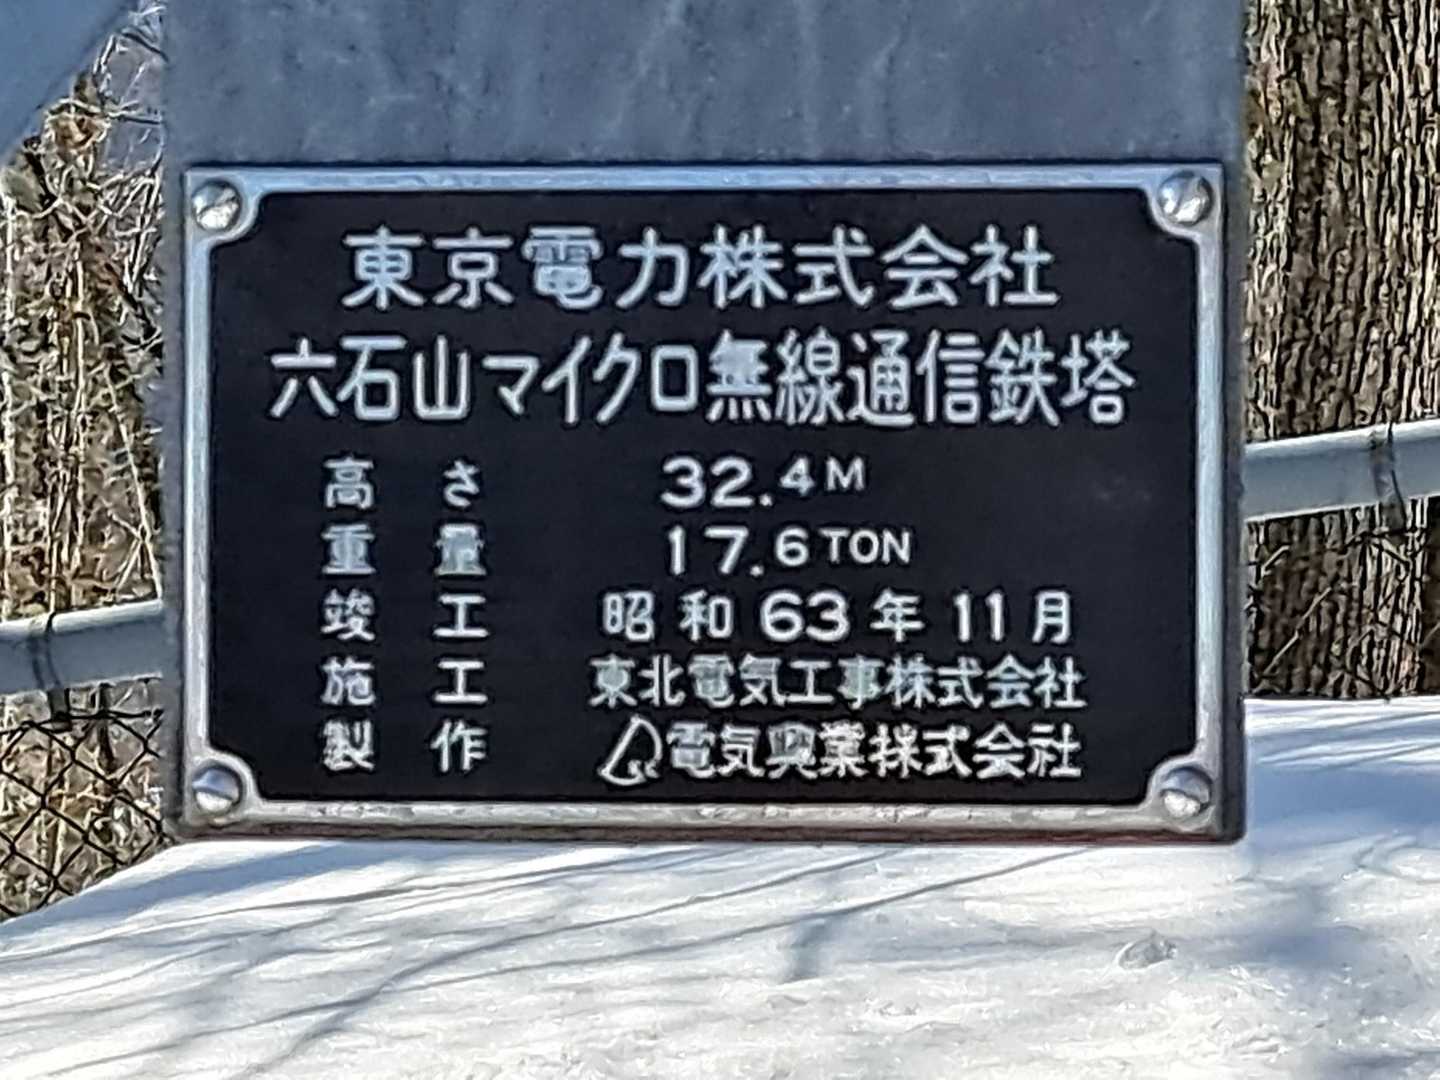 東京電力株式会社
六石山マイクロ無線通信鉄塔
高さ 32.4M
重量 17.6TON
竣工 昭和63年11月
施工 東北電気工事株式会社
製作 電気興業株式会社